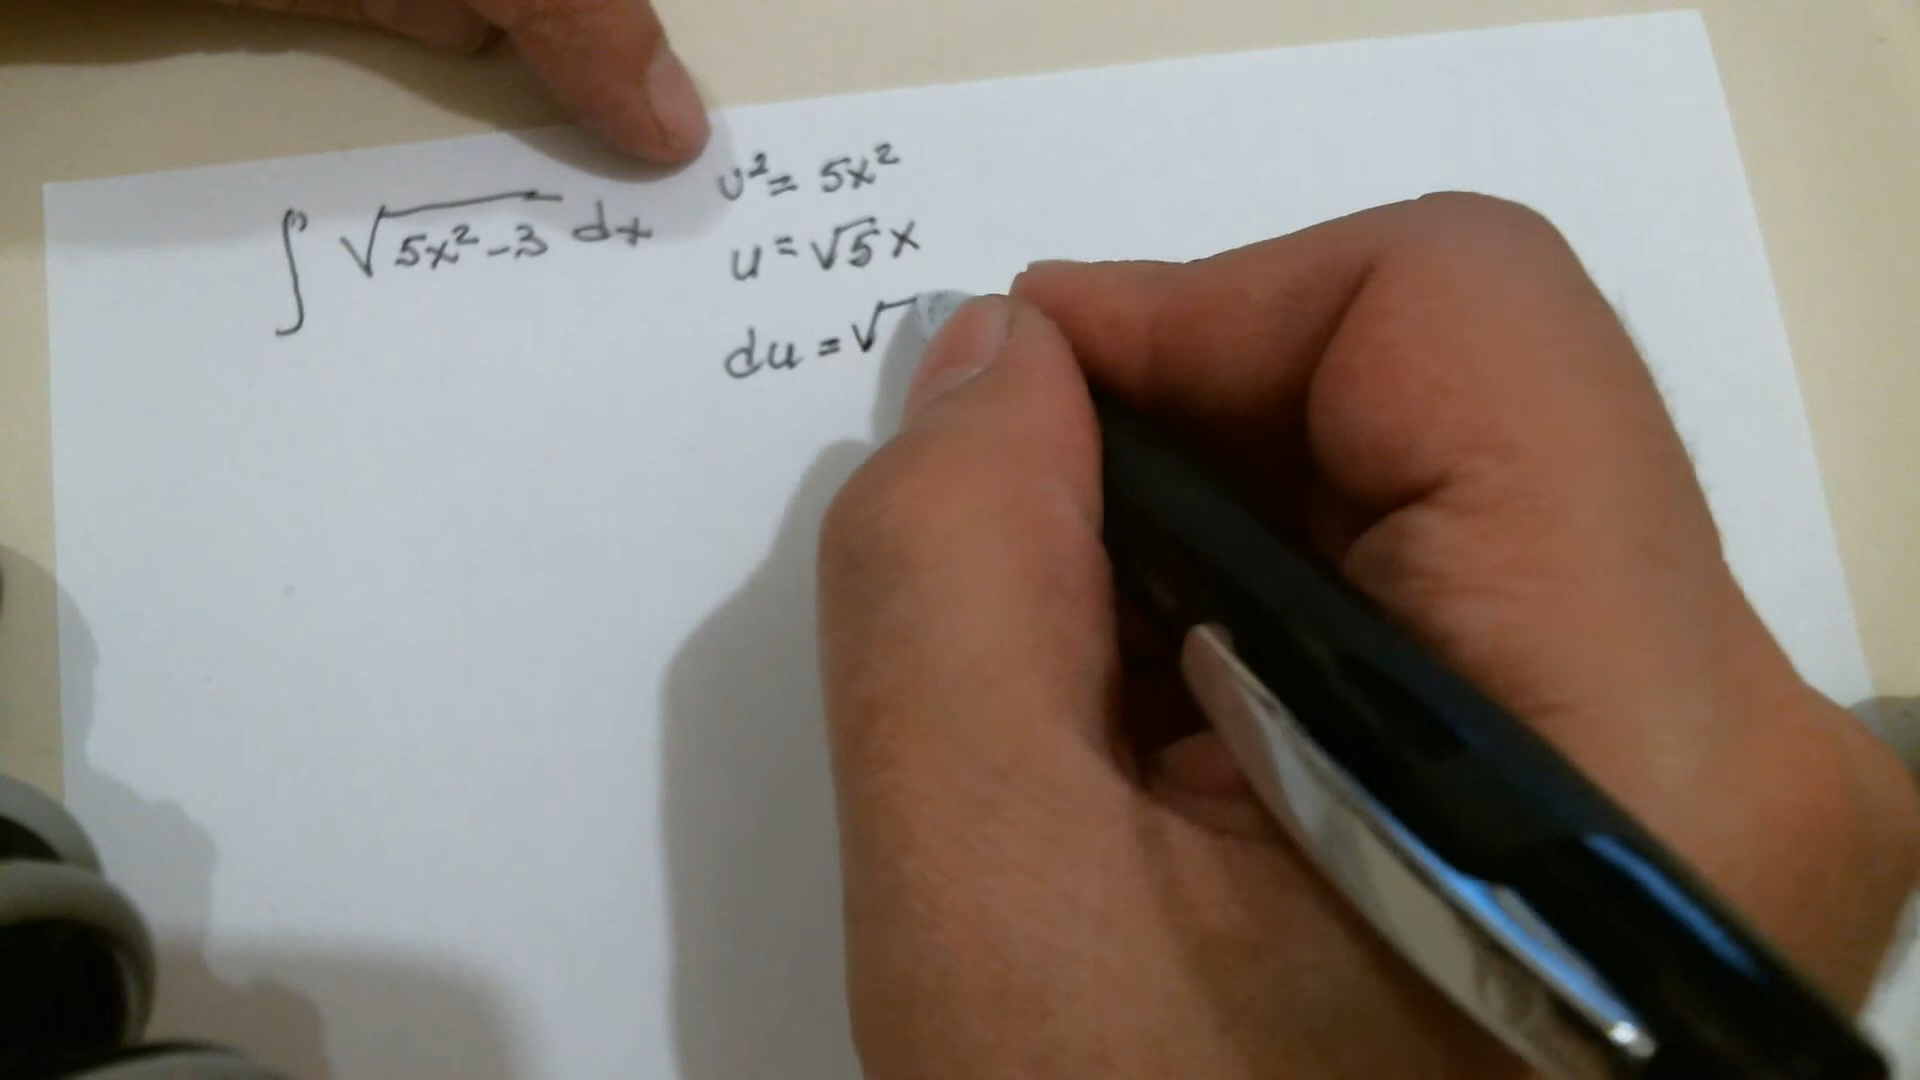 ∫ √(5x²-3) dx
u² = 5x²
u = √5 x
du = √